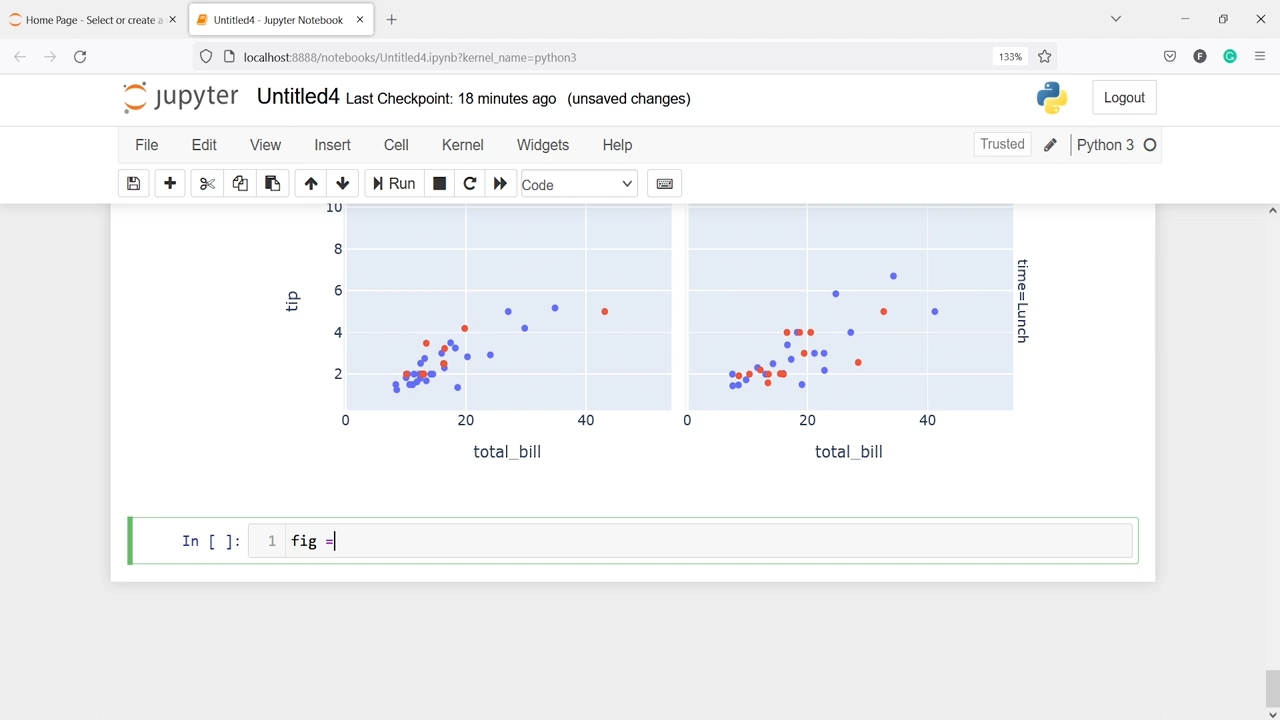 Home Page - Select or create a
Untitled4 - Jupyter Notebook
localhost:8888/notebooks/Untitled4.ipynb?kernel_name=python3
133%
F
G
jupyter Untitled4 Last Checkpoint: 18 minutes ago (unsaved changes)
Logout
File Edit View Insert Cell Kernel Widgets Help
Trusted Python 3
Run Code
10
8
6
4
2
tip
time=Lunch
0 20 40 0 20 40
total_bill total_bill
In [ ]: 1 fig =